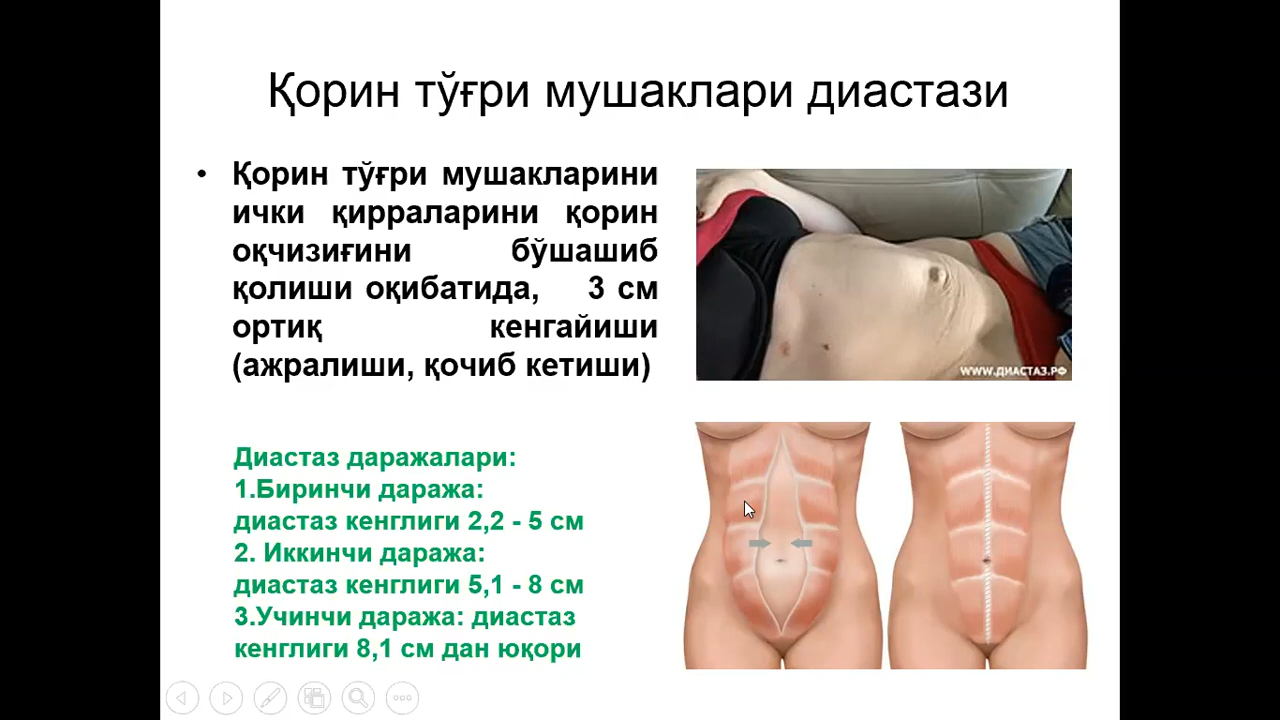 Қорин тўғри мушаклари диастази
• Қорин тўғри мушакларини
ички қирраларини қорин
оқчизиғини бўшашиб
қолиши оқибатида, 3 см
ортиқ кенгайиши
(ажралиши, қочиб кетиши)
WWW.ДИАСТАЗ.РФ
Диастаз даражалари:
1.Биринчи даража:
диастаз кенглиги 2,2 - 5 см
2. Иккинчи даража:
диастаз кенглиги 5,1 - 8 см
3.Учинчи даража: диастаз
кенглиги 8,1 см дан юқори